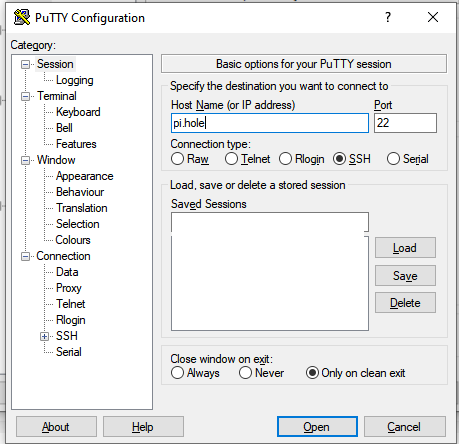 PuTTY Configuration
Category:
Session
Logging
Terminal
Keyboard
Bell
Features
Window
Appearance
Behaviour
Translation
Selection
Colours
Connection
Data
Proxy
Telnet
Rlogin
SSH
Serial
Basic options for your PuTTY session
Specify the destination you want to connect to
Host Name (or IP address) Port
pi.hole 22
Connection type:
Raw Telnet Rlogin SSH Serial
Load, save or delete a stored session
Saved Sessions
Load
Save
Delete
Close window on exit:
Always Never Only on clean exit
About Help Open Cancel